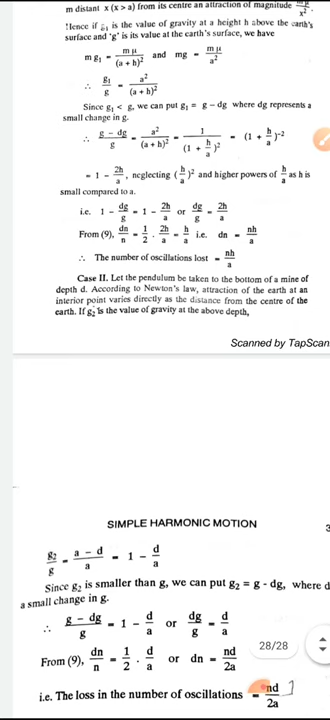 m distant x (x > a) from its centre an attraction of magnitude mμ/x²
Hence if g₁ is the value of gravity at a height h above the earth's
surface and 'g' is its value at the earth's surface, we have
m g₁ = mμ/(a + h)² and mg = mμ/a²
∴ g₁/g = a²/(a + h)²
Since g₁ < g, we can put g₁ = g – dg where dg represents a
small change in g.
∴ (g – dg)/g = a²/(a + h)² = 1/(1 + h/a)² = (1 + h/a)⁻²
= 1 – 2h/a, neglecting (h/a)² and higher powers of h/a as h is
small compared to a.
i.e. 1 – dg/g = 1 – 2h/a or dg/g = 2h/a
From (9), dn/n = 1/2 · 2h/a = h/a i.e. dn = nh/a
∴ The number of oscillations lost = nh/a
Case II. Let the pendulum be taken to the bottom of a mine of
depth d. According to Newton's law, attraction of the earth at an
interior point varies directly as the distance from the centre of the
earth. If g₂ is the value of gravity at the above depth,
Scanned by TapScan
SIMPLE HARMONIC MOTION 3
g₂/g = (a – d)/a = 1 – d/a
Since g₂ is smaller than g, we can put g₂ = g - dg, where d
a small change in g.
∴ (g – dg)/g = 1 – d/a or dg/g = d/a
28/28
From (9), dn/n = 1/2 · d/a or dn = nd/2a
i.e. The loss in the number of oscillations = nd/2a